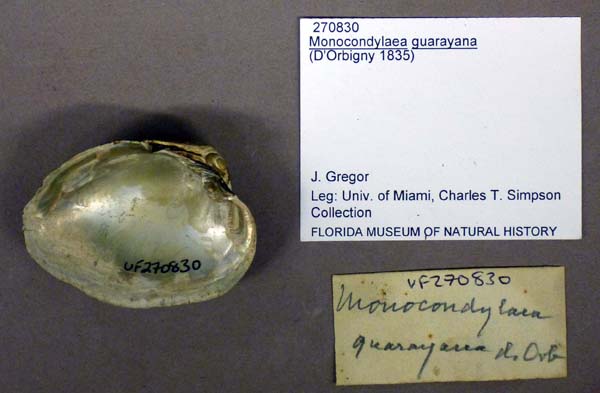 270830
Monocondylaea guarayana
(D'Orbigny 1835)
J. Gregor
Leg: Univ. of Miami, Charles T. Simpson
Collection
FLORIDA MUSEUM OF NATURAL HISTORY
UF270830
UF270830
Monocondylaea
guarayana d'Orb